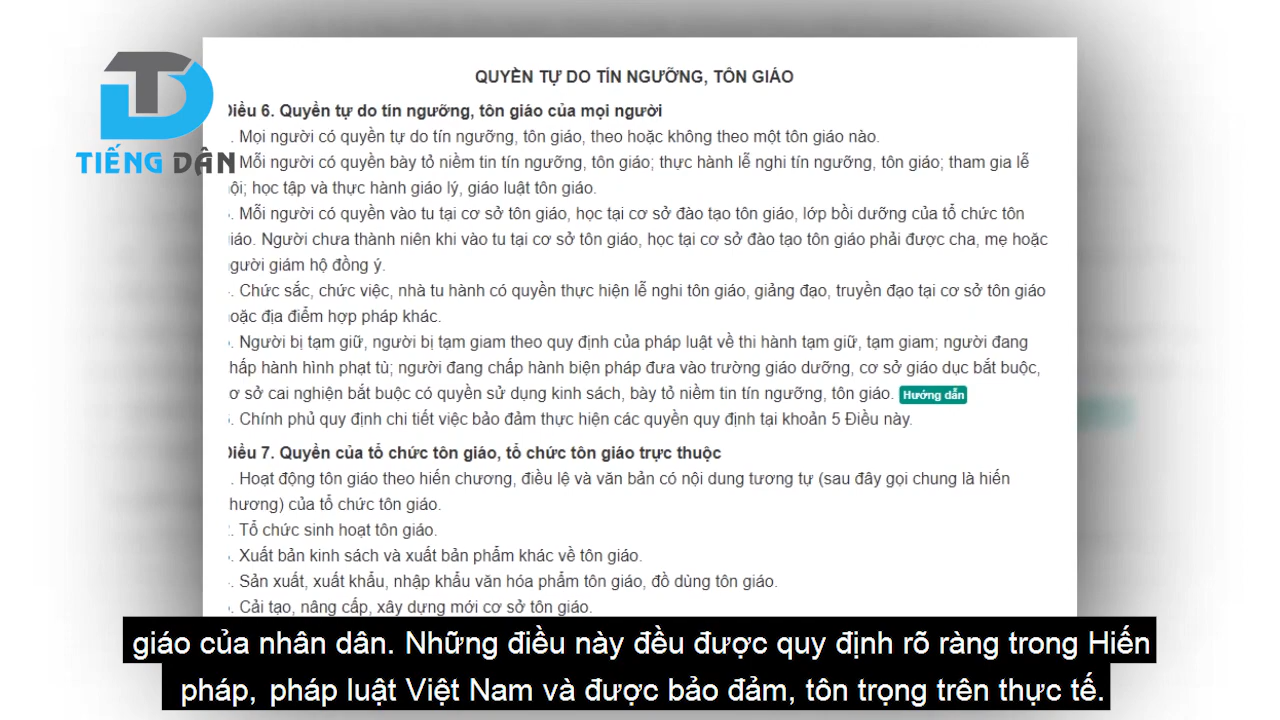 QUYỀN TỰ DO TÍN NGƯỠNG, TÔN GIÁO
TD
TIẾNG DÂN
Điều 6. Quyền tự do tín ngưỡng, tôn giáo của mọi người
. Mọi người có quyền tự do tín ngưỡng, tôn giáo, theo hoặc không theo một tôn giáo nào.
Mỗi người có quyền bày tỏ niềm tin tín ngưỡng, tôn giáo; thực hành lễ nghi tín ngưỡng, tôn giáo; tham gia lễ
ội; học tập và thực hành giáo lý, giáo luật tôn giáo.
. Mỗi người có quyền vào tu tại cơ sở tôn giáo, học tại cơ sở đào tạo tôn giáo, lớp bồi dưỡng của tổ chức tôn
iáo. Người chưa thành niên khi vào tu tại cơ sở tôn giáo, học tại cơ sở đào tạo tôn giáo phải được cha, mẹ hoặc
gười giám hộ đồng ý.
. Chức sắc, chức việc, nhà tu hành có quyền thực hiện lễ nghi tôn giáo, giảng đạo, truyền đạo tại cơ sở tôn giáo
oặc địa điểm hợp pháp khác.
. Người bị tạm giữ, người bị tạm giam theo quy định của pháp luật về thi hành tạm giữ, tạm giam; người đang
hấp hành hình phạt tù; người đang chấp hành biện pháp đưa vào trường giáo dưỡng, cơ sở giáo dục bắt buộc,
ơ sở cai nghiện bắt buộc có quyền sử dụng kinh sách, bày tỏ niềm tin tín ngưỡng, tôn giáo. Hướng dẫn
. Chính phủ quy định chi tiết việc bảo đảm thực hiện các quyền quy định tại khoản 5 Điều này.
Điều 7. Quyền của tổ chức tôn giáo, tổ chức tôn giáo trực thuộc
. Hoạt động tôn giáo theo hiến chương, điều lệ và văn bản có nội dung tương tự (sau đây gọi chung là hiến
hương) của tổ chức tôn giáo.
. Tổ chức sinh hoạt tôn giáo.
. Xuất bản kinh sách và xuất bản phẩm khác về tôn giáo.
. Sản xuất, xuất khẩu, nhập khẩu văn hóa phẩm tôn giáo, đồ dùng tôn giáo.
. Cải tạo, nâng cấp, xây dựng mới cơ sở tôn giáo.
giáo của nhân dân. Những điều này đều được quy định rõ ràng trong Hiến
pháp, pháp luật Việt Nam và được bảo đảm, tôn trọng trên thực tế.